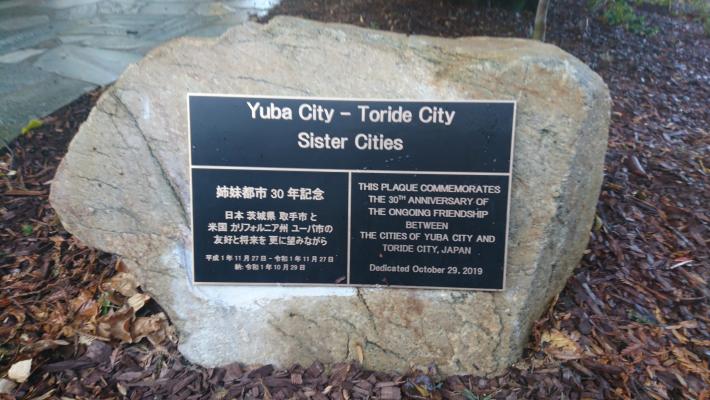 Yuba City – Toride City
Sister Cities
姉妹都市 30 年記念
日本 茨城県 取手市 と
米国 カリフォルニア州 ユーバ市の
友好と将来を 更に望みながら
平成 1 年 11 月 27 日 - 令和 1 年 11 月 27 日
納: 令和 1 年 10 月 29 日
THIS PLAQUE COMMEMORATES
THE 30TH ANNIVERSARY OF
THE ONGOING FRIENDSHIP
BETWEEN
THE CITIES OF YUBA CITY AND
TORIDE CITY, JAPAN
Dedicated October 29, 2019